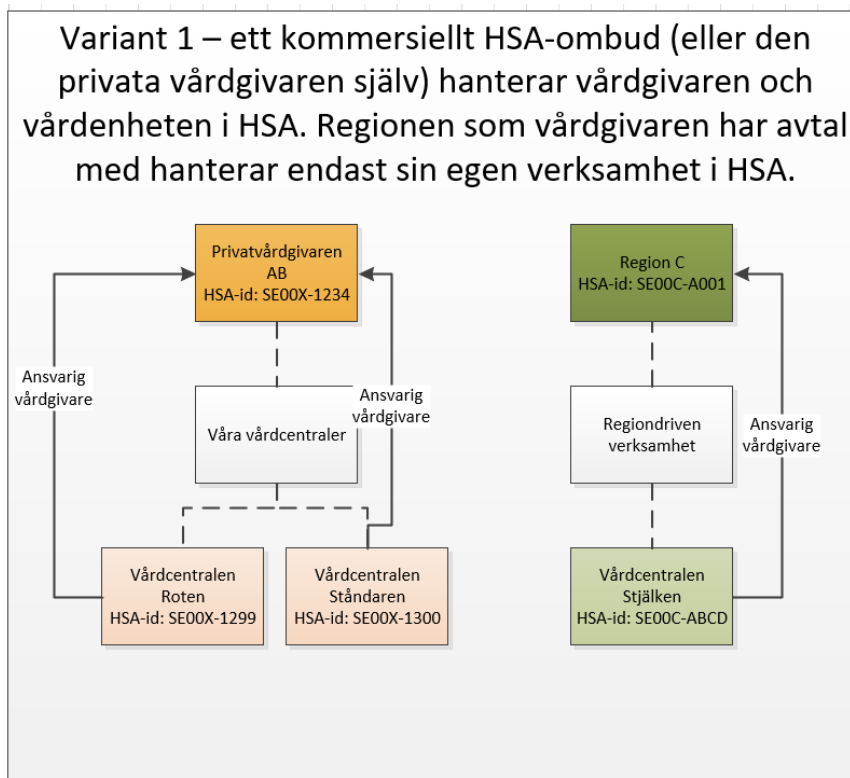 Variant 1 – ett kommersiellt HSA-ombud (eller den
privata vårdgivaren själv) hanterar vårdgivaren och
vårdenheten i HSA. Regionen som vårdgivaren har avtal
med hanterar endast sin egen verksamhet i HSA.
Privatvårdgivaren
AB
HSA-id: SE00X-1234
Region C
HSA-id: SE00C-A001
Ansvarig
vårdgivare
Våra vårdcentraler
Ansvarig
vårdgivare
Regiondriven
verksamhet
Ansvarig
vårdgivare
Vårdcentralen
Roten
HSA-id: SE00X-1299
Vårdcentralen
Ståndaren
HSA-id: SE00X-1300
Vårdcentralen
Stjälken
HSA-id: SE00C-ABCD